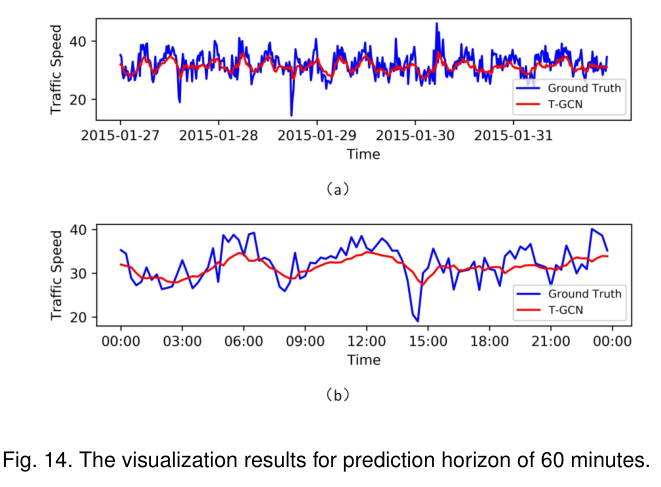 40
20
Traffic Speed
Ground Truth
T-GCN
2015-01-27 2015-01-28 2015-01-29 2015-01-30 2015-01-31
Time
（a）
40
30
20
Traffic Speed
Ground Truth
T-GCN
00:00 03:00 06:00 09:00 12:00 15:00 18:00 21:00 00:00
Time
（b）
Fig. 14. The visualization results for prediction horizon of 60 minutes.